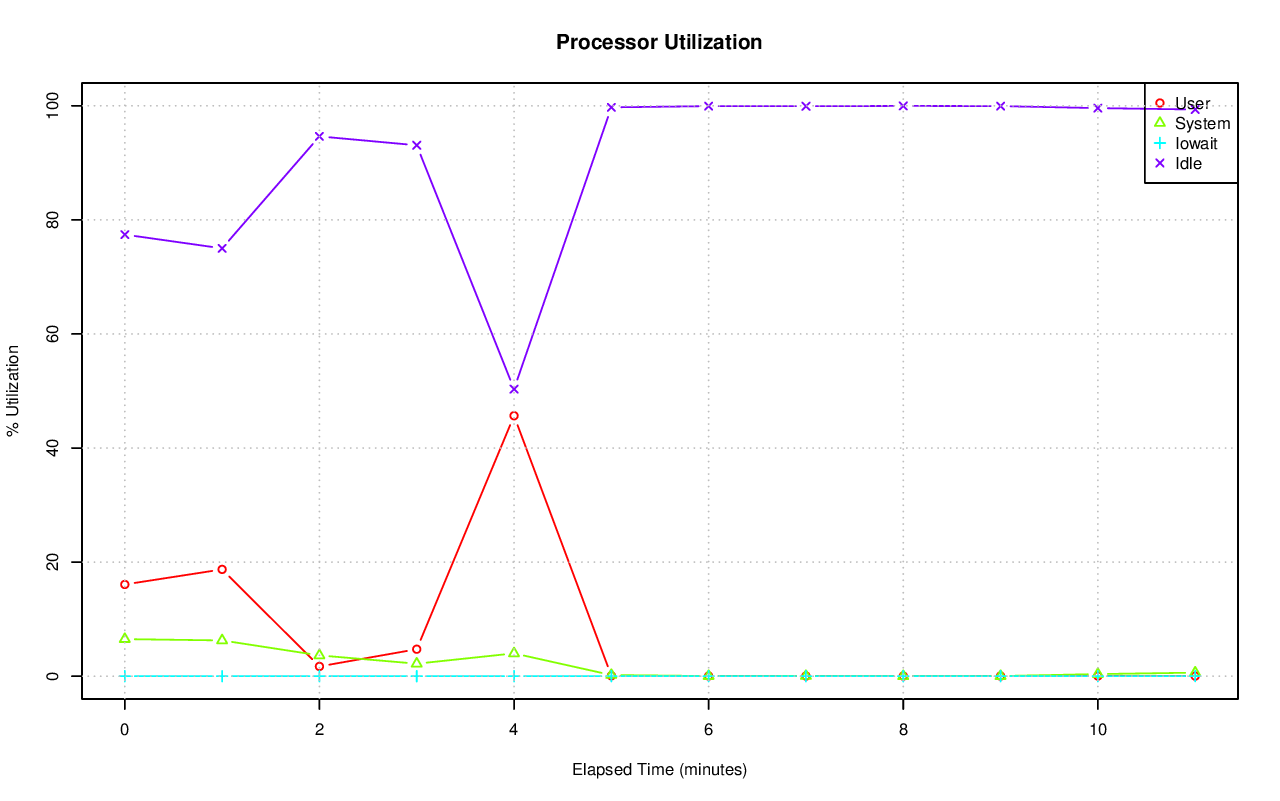 Processor Utilization
100
80
60
40
20
0
% Utilization
User
System
Iowait
Idle
0 2 4 6 8 10
Elapsed Time (minutes)